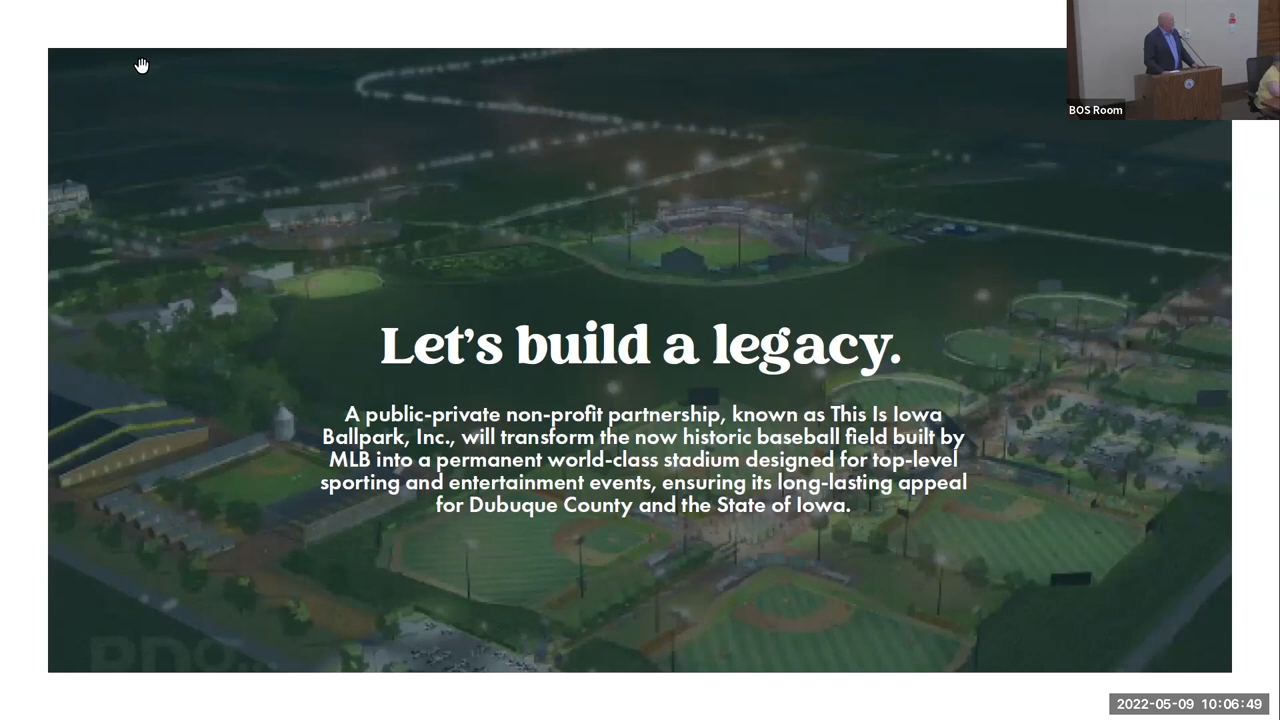 BOS Room
Let's build a legacy.
A public-private non-profit partnership, known as This Is Iowa
Ballpark, Inc., will transform the now historic baseball field built by
MLB into a permanent world-class stadium designed for top-level
sporting and entertainment events, ensuring its long-lasting appeal
for Dubuque County and the State of Iowa.
2022-05-09 10:06:49